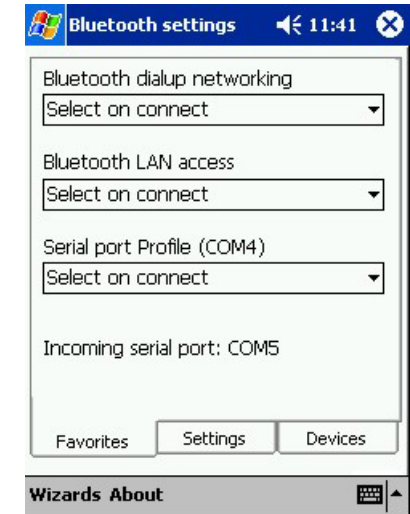 Bluetooth settings 11:41
Bluetooth dialup networking
Select on connect
Bluetooth LAN access
Select on connect
Serial port Profile (COM4)
Select on connect
Incoming serial port: COM5
Favorites Settings Devices
Wizards About